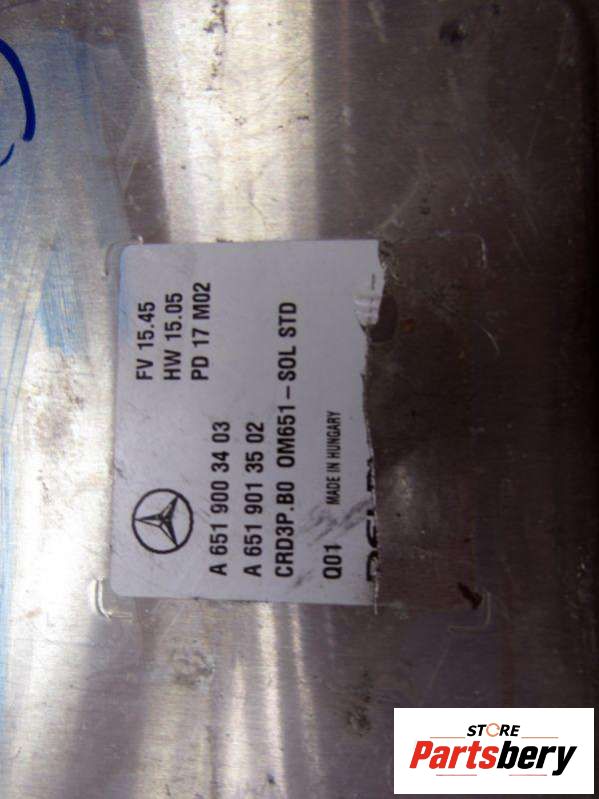 FV 15.45
HW 15.05
PD 17 M02
A 651 900 34 03
A 651 901 35 02
CRD3P.B0 OM651-SOL STD
Q01 MADE IN HUNGARY
STORE
Partsbery